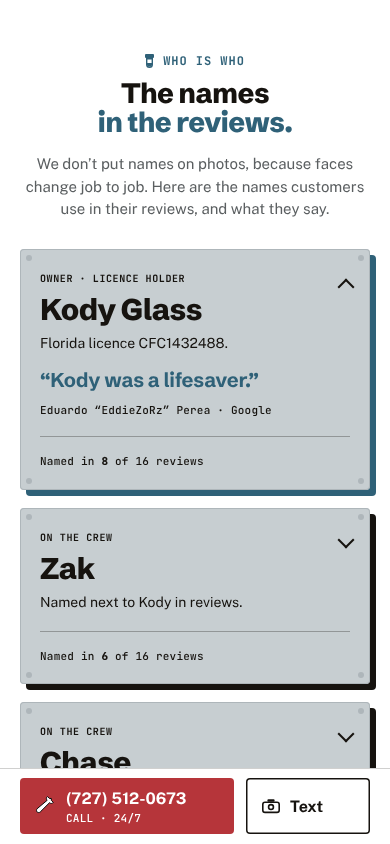 WHO IS WHO
The names
in the reviews.
We don’t put names on photos, because faces
change job to job. Here are the names customers
use in their reviews, and what they say.
OWNER · LICENCE HOLDER
Kody Glass
Florida licence CFC1432488.
“Kody was a lifesaver.”
Eduardo “EddieZoRz” Perea · Google
Named in 8 of 16 reviews
ON THE CREW
Zak
Named next to Kody in reviews.
Named in 6 of 16 reviews
ON THE CREW
Chase
(727) 512-0673
CALL · 24/7
Text